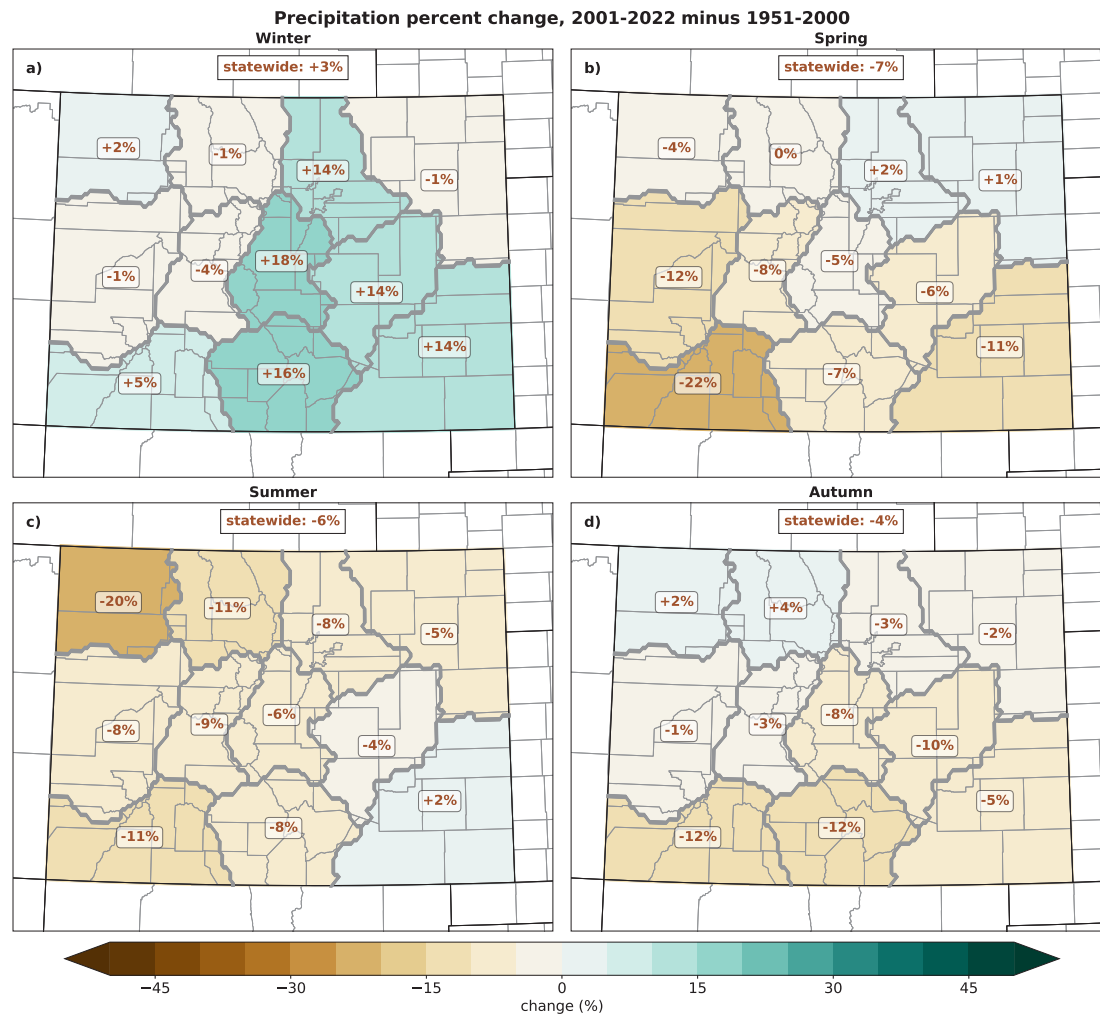 Precipitation percent change, 2001-2022 minus 1951-2000
Winter
a)
statewide: +3%
+2%
-1%
+14%
-1%
-1%
-4%
+18%
+14%
+14%
+5%
+16%
Spring
b)
statewide: -7%
-4%
0%
+2%
+1%
-12%
-8%
-5%
-6%
-11%
-22%
-7%
Summer
c)
statewide: -6%
-20%
-11%
-8%
-5%
-8%
-9%
-6%
-4%
+2%
-11%
-8%
Autumn
d)
statewide: -4%
+2%
+4%
-3%
-2%
-1%
-3%
-8%
-10%
-5%
-12%
-12%
−45 −30 −15 0 15 30 45
change (%)